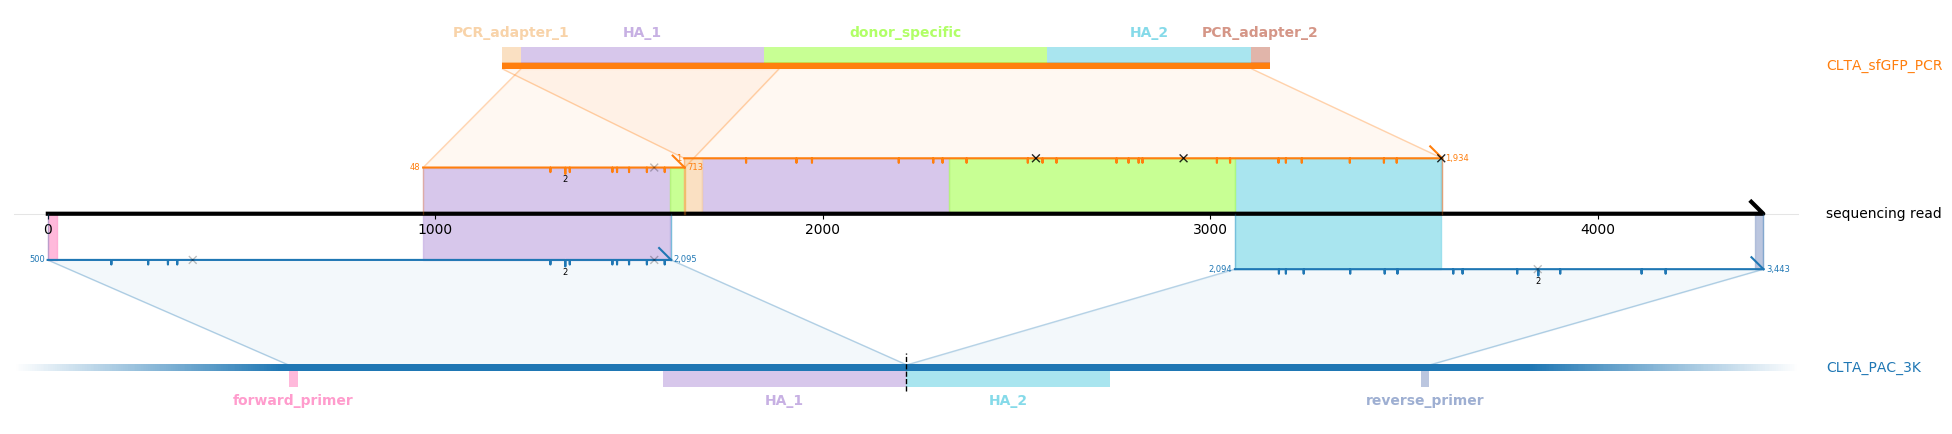 PCR_adapter_1 HA_1 donor_specific HA_2 PCR_adapter_2
CLTA_sfGFP_PCR
1,934
48 713
2
sequencing read
0 1000 2000 3000 4000
500 2,095
2
2,094 3,443
2
CLTA_PAC_3K
forward_primer HA_1 HA_2 reverse_primer